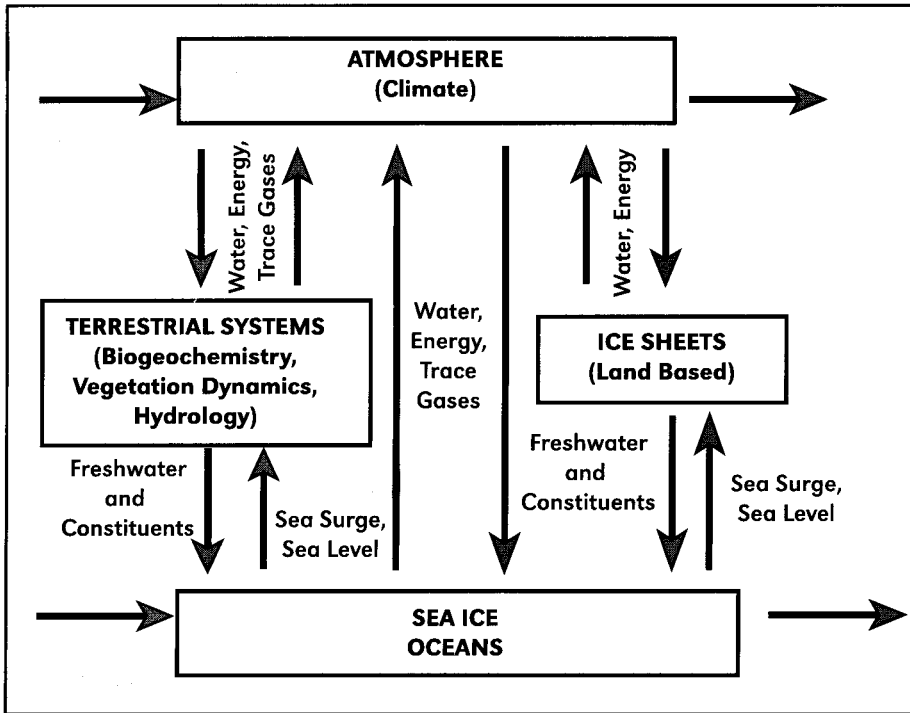 ATMOSPHERE
(Climate)
Water, Energy,
Trace Gases
Water,
Energy,
Trace
Gases
Water, Energy
TERRESTRIAL SYSTEMS
(Biogeochemistry,
Vegetation Dynamics,
Hydrology)
ICE SHEETS
(Land Based)
Freshwater
and
Constituents
Sea Surge,
Sea Level
Freshwater
and
Constituents
Sea Surge,
Sea Level
SEA ICE
OCEANS